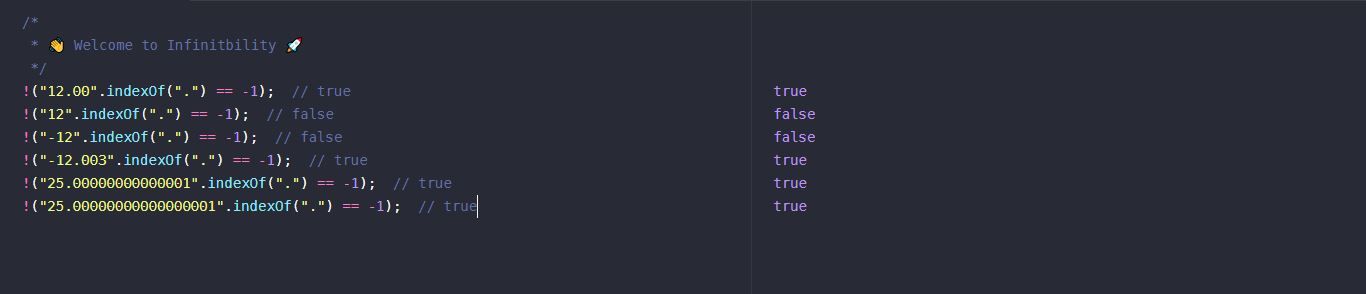 /*
 * 👋 Welcome to Infinitbility 🚀
 */
!("12.00".indexOf(".") == -1);  // true true
!("12".indexOf(".") == -1);  // false false
!("-12".indexOf(".") == -1);  // false false
!("-12.003".indexOf(".") == -1);  // true true
!("25.00000000000001".indexOf(".") == -1);  // true true
!("25.00000000000000001".indexOf(".") == -1);  // true true